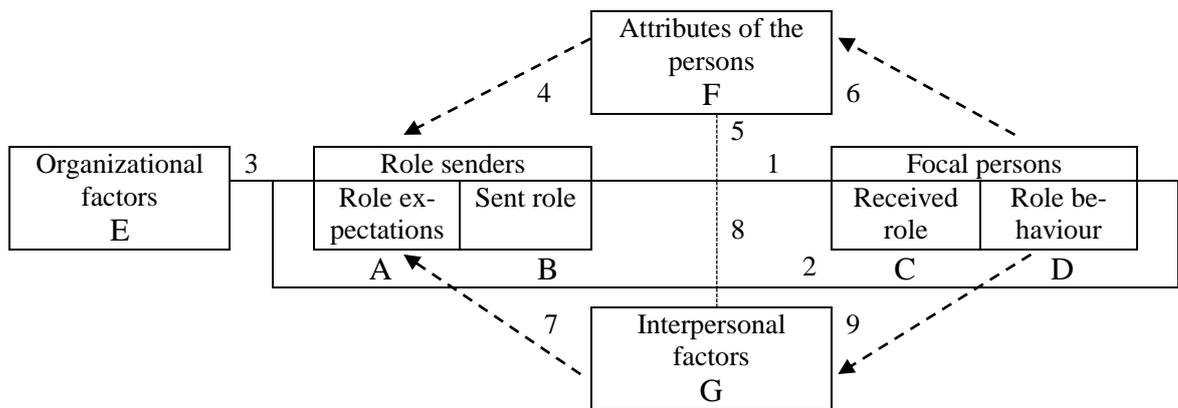 Attributes of the
persons
F
4
6
5
Organizational
factors
E
3
Role senders
1
Focal persons
Role ex-
pectations
Sent role
Received
role
Role be-
haviour
8
A
B
2
C
D
7
Interpersonal
factors
G
9